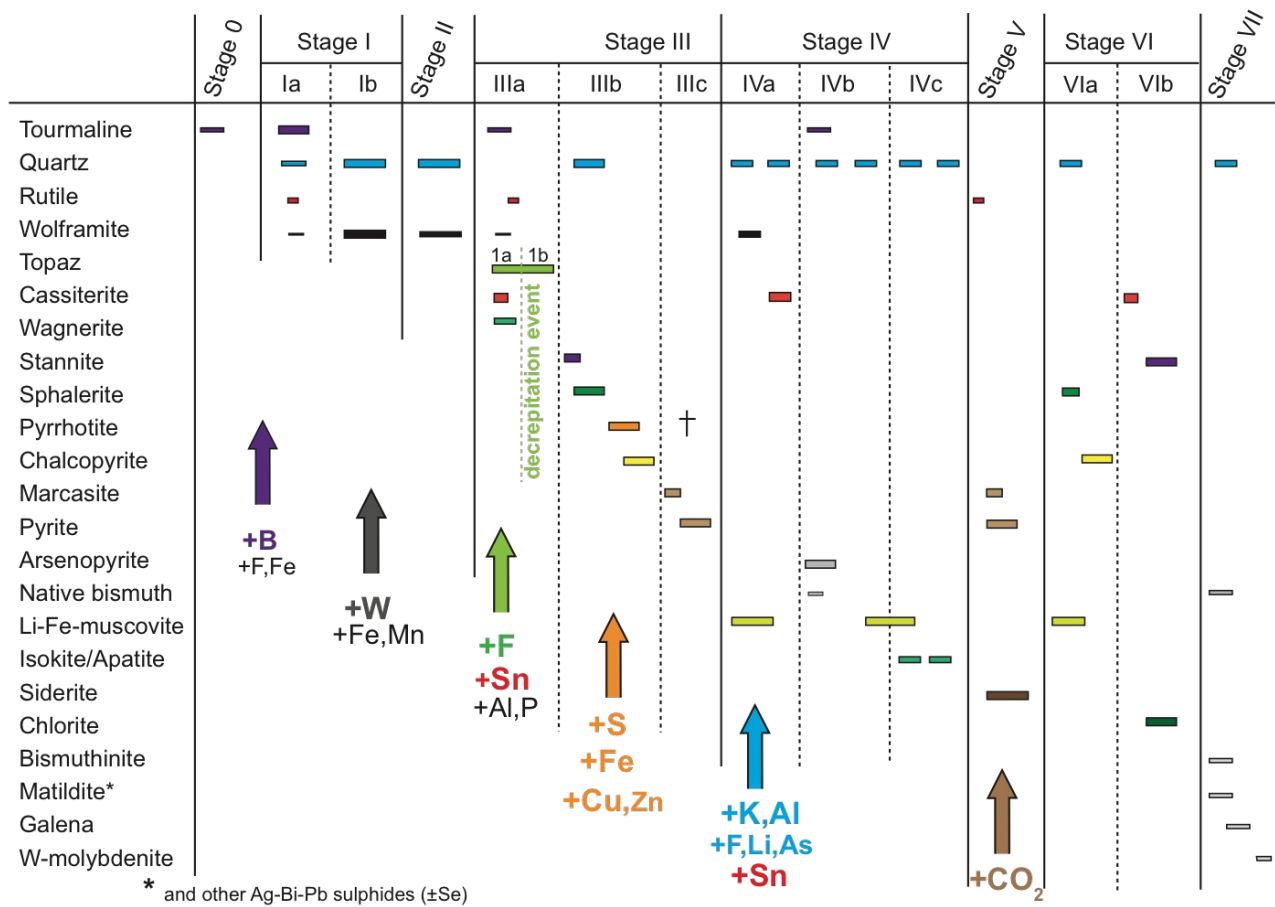 Stage 0
Stage I
Stage II
Stage III
Stage IV
Stage V
Stage VI
Stage VII
Ia
Ib
IIIa
IIIb
IIIc
IVa
IVb
IVc
VIa
VIb
Tourmaline
Quartz
Rutile
Wolframite
Topaz
1a
1b
Cassiterite
Wagnerite
decrepitation event
Stannite
Sphalerite
Pyrrhotite
†
Chalcopyrite
Marcasite
Pyrite
Arsenopyrite
Native bismuth
Li-Fe-muscovite
Isokite/Apatite
Siderite
Chlorite
Bismuthinite
Matildite*
Galena
W-molybdenite
+B
+F,Fe
+W
+Fe,Mn
+F
+Sn
+Al,P
+S
+Fe
+Cu,Zn
+K,Al
+F,Li,As
+Sn
+CO₂
* and other Ag-Bi-Pb sulphides (±Se)